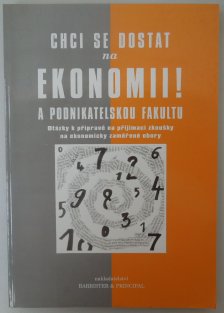 CHCI SE DOSTAT
na
EKONOMII!
A PODNIKATELSKOU FAKULTU
Otázky k přípravě na přijímací zkoušky
na ekonomicky zaměřené obory
nakladatelství
BARRISTER & PRINCIPAL